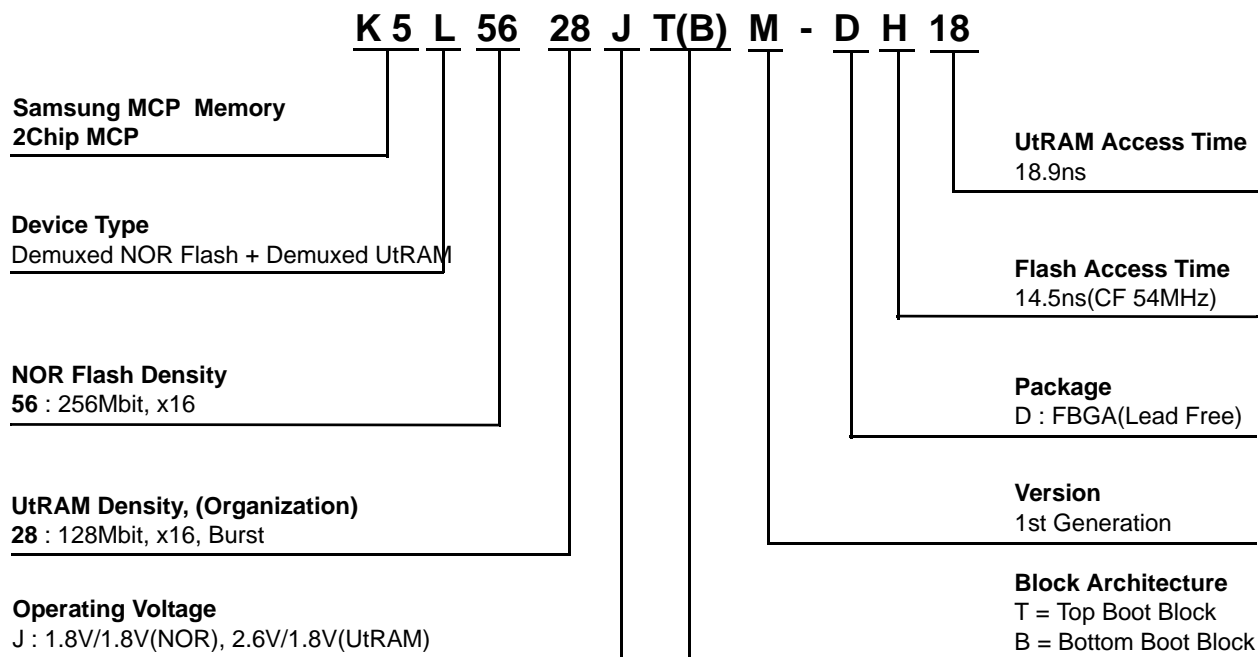 K 5 L 56 28 J T(B) M - D H 18
Samsung MCP Memory
2Chip MCP
Device Type
Demuxed NOR Flash + Demuxed UtRAM
NOR Flash Density
56 : 256Mbit, x16
UtRAM Density, (Organization)
28 : 128Mbit, x16, Burst
Operating Voltage
J : 1.8V/1.8V(NOR), 2.6V/1.8V(UtRAM)
UtRAM Access Time
18.9ns
Flash Access Time
14.5ns(CF 54MHz)
Package
D : FBGA(Lead Free)
Version
1st Generation
Block Architecture
T = Top Boot Block
B = Bottom Boot Block